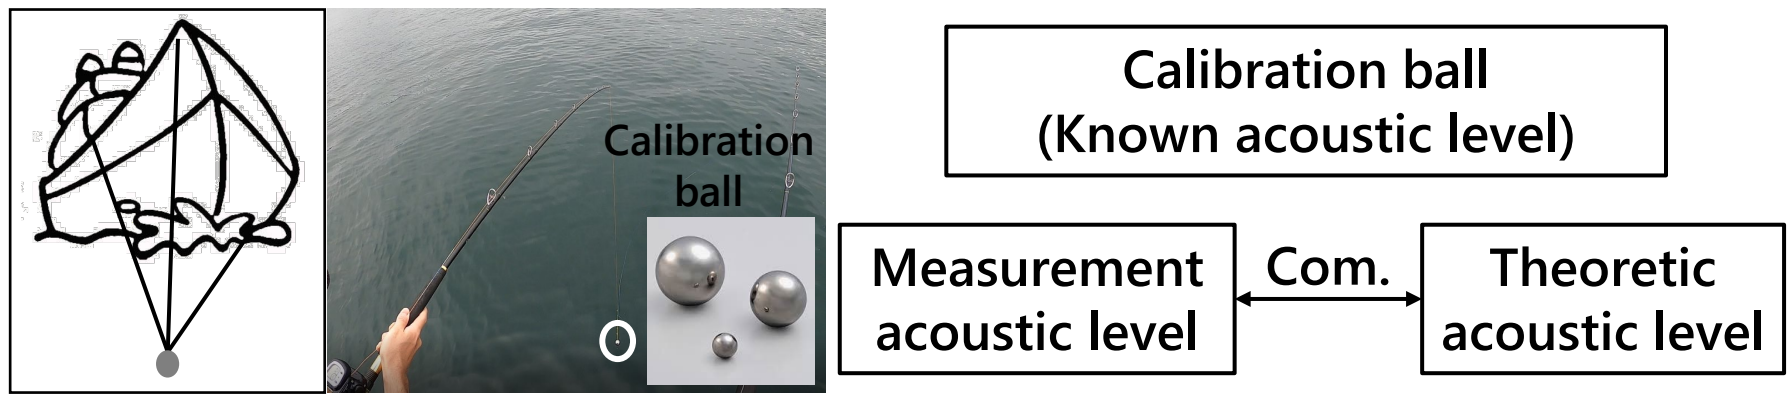 Calibration
ball
Calibration ball
(Known acoustic level)
Measurement
acoustic level
Com.
Theoretic
acoustic level